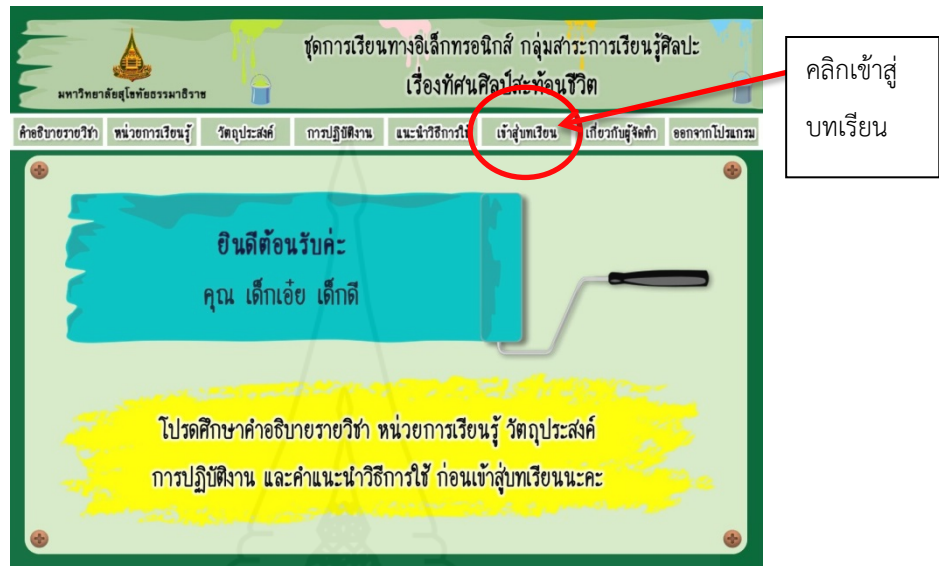 ชุดการเรียนทางอิเล็กทรอนิกส์ กลุ่มสาระการเรียนรู้ศิลปะ
เรื่องทัศนศิลป์สะท้อนชีวิต
มหาวิทยาลัยสุโขทัยธรรมาธิราช
คลิกเข้าสู่
บทเรียน
คำอธิบายรายวิชา หน่วยการเรียนรู้ วัตถุประสงค์ การปฏิบัติงาน แนะนำวิธีการใช้ เข้าสู่บทเรียน เกี่ยวกับผู้จัดทำ ออกจากโปรแกรม
ยินดีต้อนรับค่ะ
คุณ เด็กเอ๋ย เด็กดี
โปรดศึกษาคำอธิบายรายวิชา หน่วยการเรียนรู้ วัตถุประสงค์
การปฏิบัติงาน และคำแนะนำวิธีการใช้ ก่อนเข้าสู่บทเรียนนะคะ